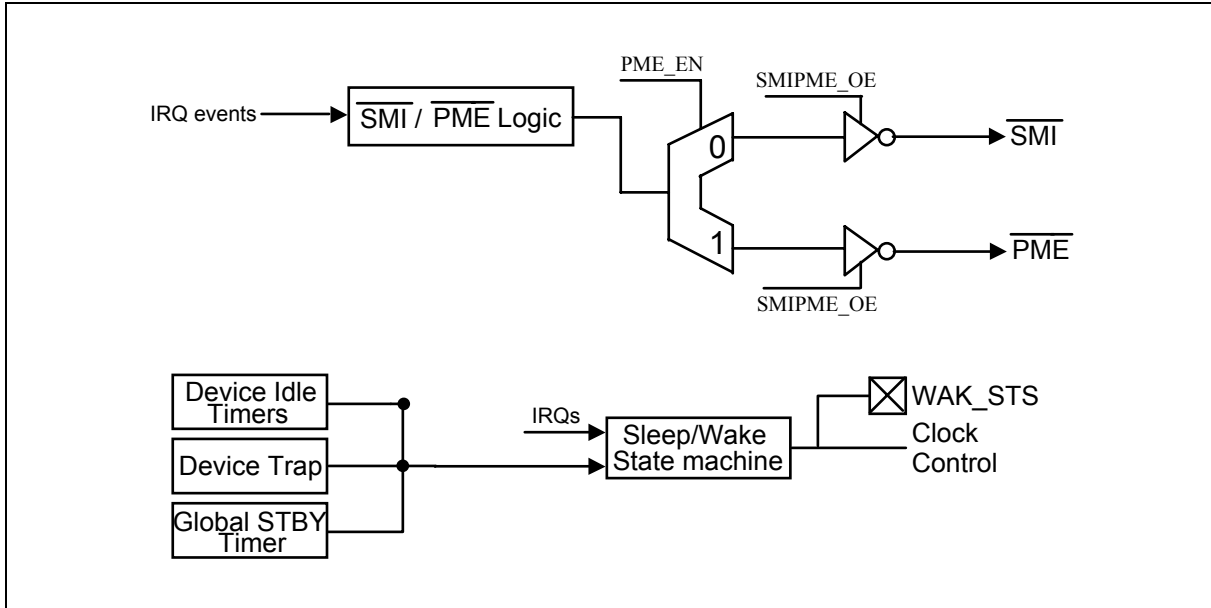 PME_EN
SMIPME_OE
IRQ events
SMI / PME Logic
0
SMI
1
PME
SMIPME_OE
Device Idle
Timers
Device Trap
Global STBY
Timer
IRQs
Sleep/Wake
State machine
WAK_STS
Clock
Control